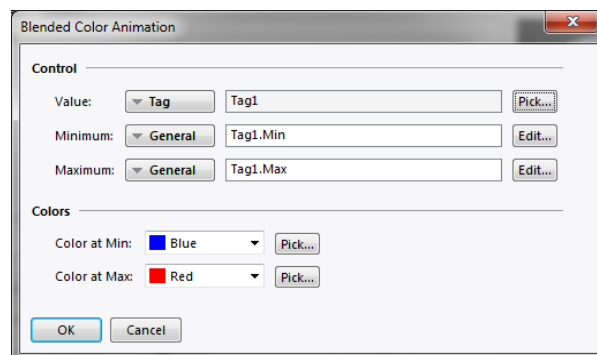 Blended Color Animation
Control
Value: Tag Tag1 Pick...
Minimum: General Tag1.Min Edit...
Maximum: General Tag1.Max Edit...
Colors
Color at Min: Blue Pick...
Color at Max: Red Pick...
OK Cancel